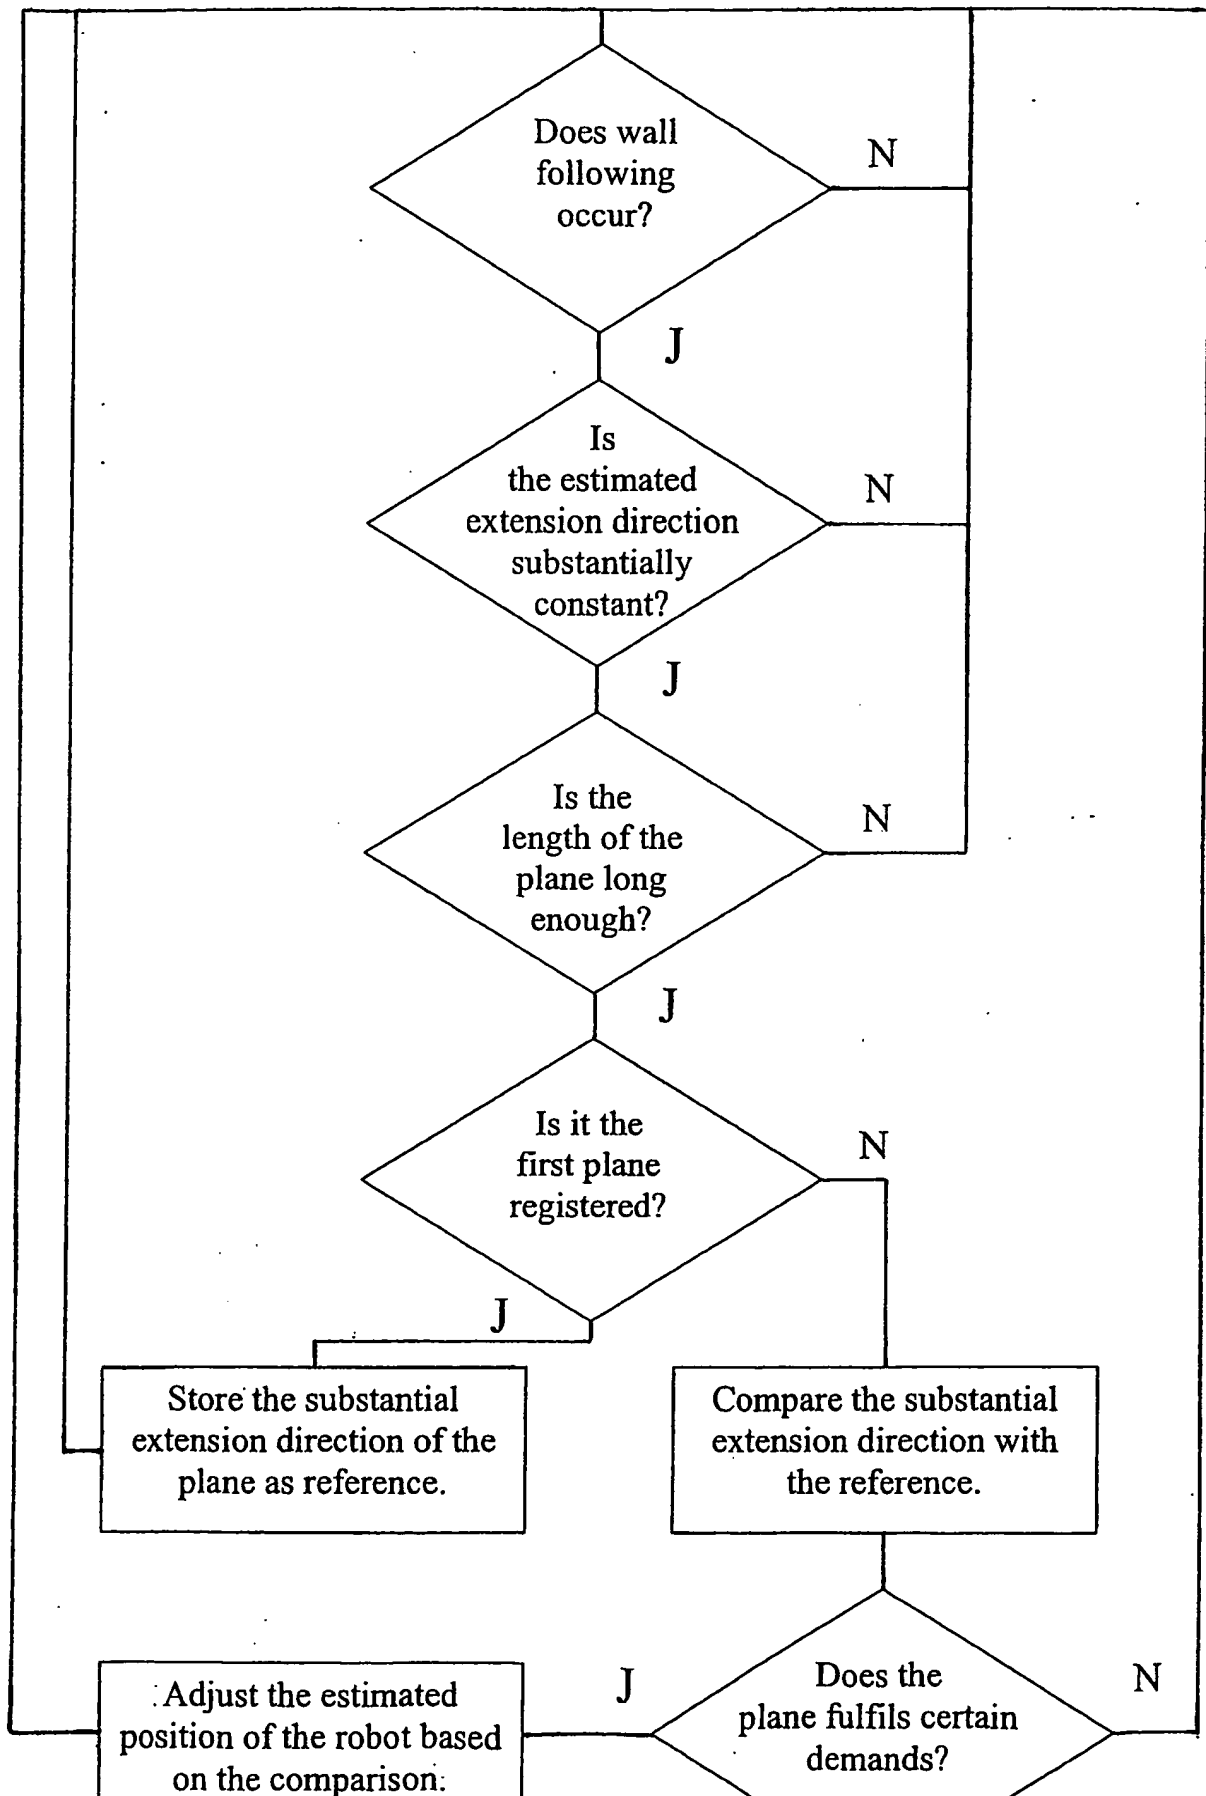 Does wall
following
occur?
N
J
Is
the estimated
extension direction
substantially
constant?
N
J
Is the
length of the
plane long
enough?
N
J
Is it the
first plane
registered?
N
J
Store the substantial
extension direction of the
plane as reference.
Compare the substantial
extension direction with
the reference.
Adjust the estimated
position of the robot based
on the comparison.
J
Does the
plane fulfils certain
demands?
N